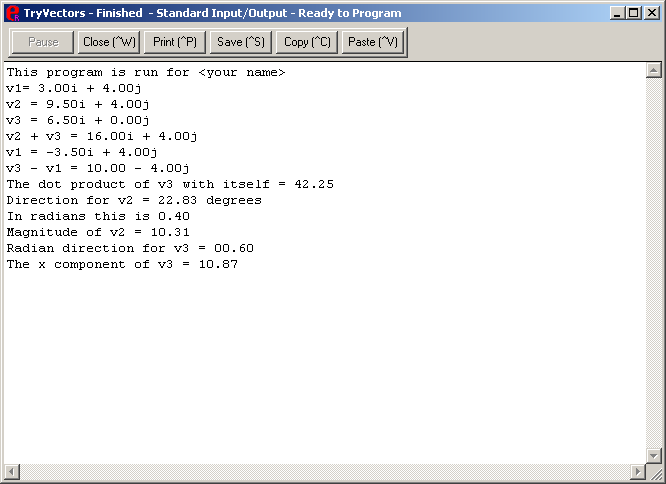 TryVectors - Finished - Standard Input/Output - Ready to Program
Pause Close (^W) Print (^P) Save (^S) Copy (^C) Paste (^V)
This program is run for <your name>
v1= 3.00i + 4.00j
v2 = 9.50i + 4.00j
v3 = 6.50i + 0.00j
v2 + v3 = 16.00i + 4.00j
v1 = -3.50i + 4.00j
v3 - v1 = 10.00 - 4.00j
The dot product of v3 with itself = 42.25
Direction for v2 = 22.83 degrees
In radians this is 0.40
Magnitude of v2 = 10.31
Radian direction for v3 = 00.60
The x component of v3 = 10.87